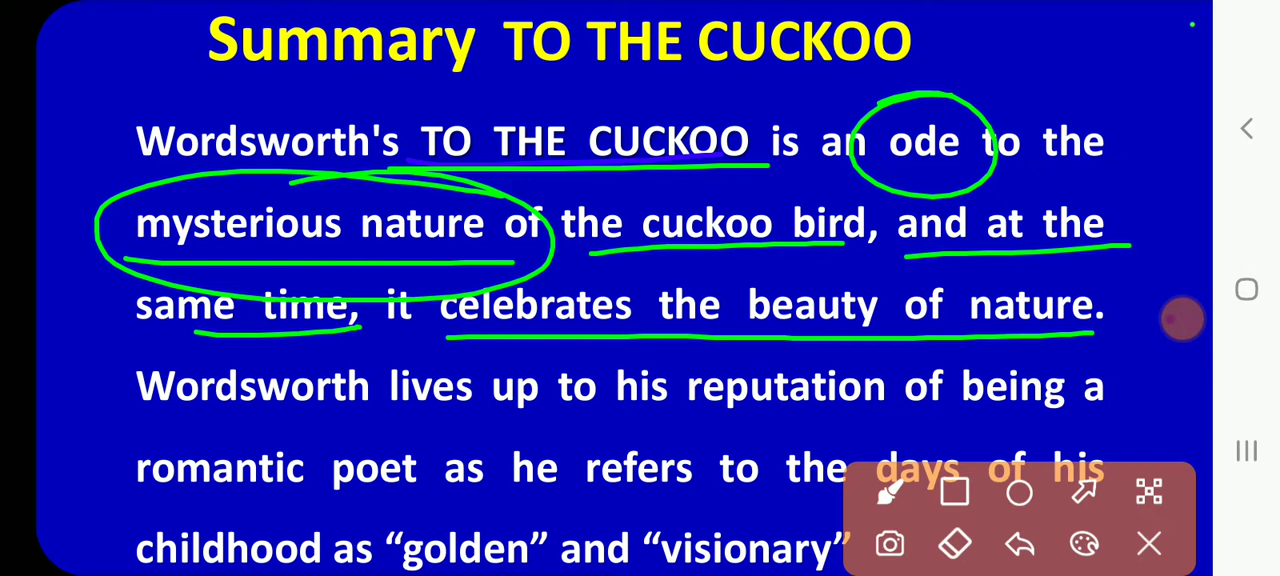 Summary TO THE CUCKOO
Wordsworth's TO THE CUCKOO is an ode to the
mysterious nature of the cuckoo bird, and at the
same time, it celebrates the beauty of nature.
Wordsworth lives up to his reputation of being a
romantic poet as he refers to the days of his
childhood as “golden” and “visionary”